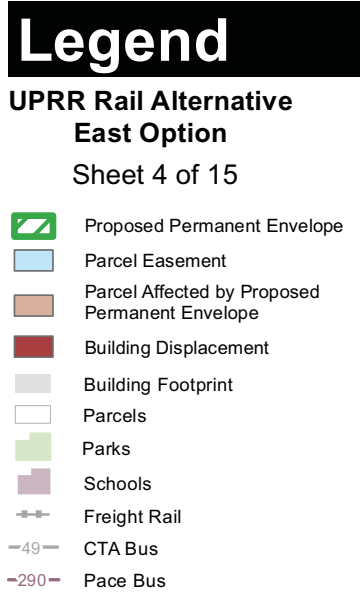 Legend
UPRR Rail Alternative
East Option
Sheet 4 of 15
Proposed Permanent Envelope
Parcel Easement
Parcel Affected by Proposed
Permanent Envelope
Building Displacement
Building Footprint
Parcels
Parks
Schools
Freight Rail
49 CTA Bus
290 Pace Bus